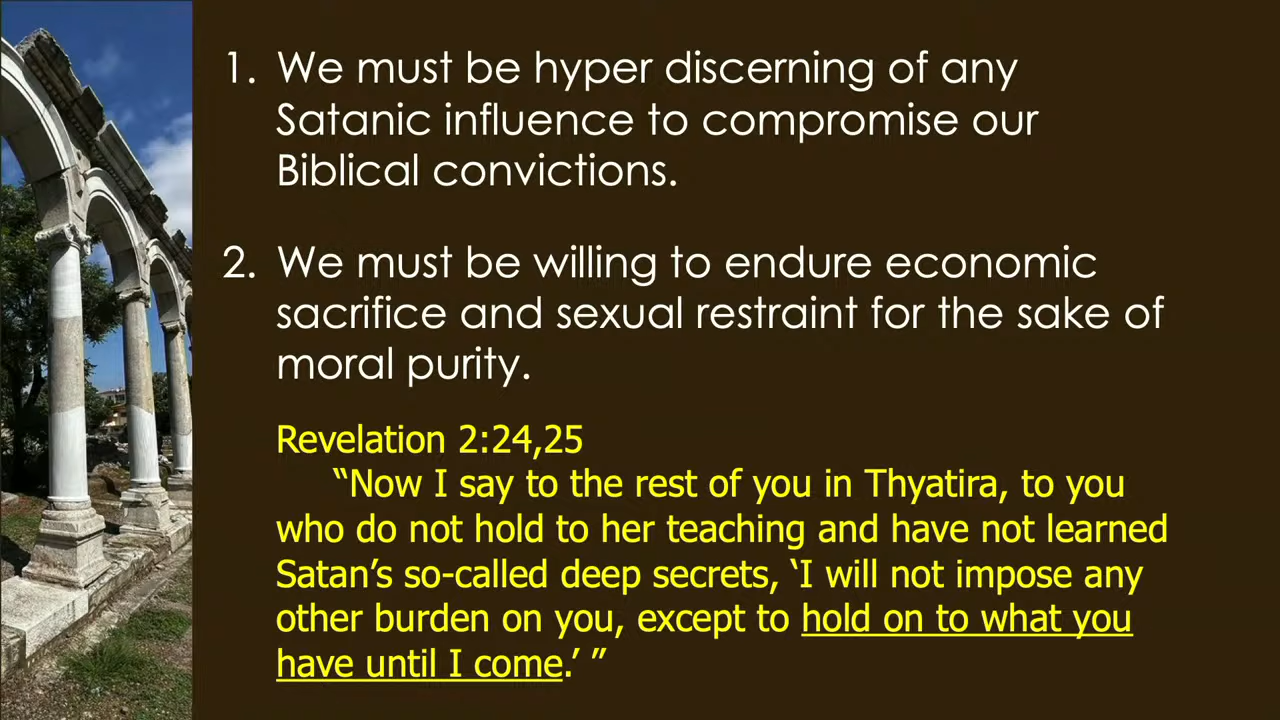 1. We must be hyper discerning of any
Satanic influence to compromise our
Biblical convictions.
2. We must be willing to endure economic
sacrifice and sexual restraint for the sake of
moral purity.
Revelation 2:24,25
“Now I say to the rest of you in Thyatira, to you
who do not hold to her teaching and have not learned
Satan’s so-called deep secrets, ‘I will not impose any
other burden on you, except to hold on to what you
have until I come.’ ”